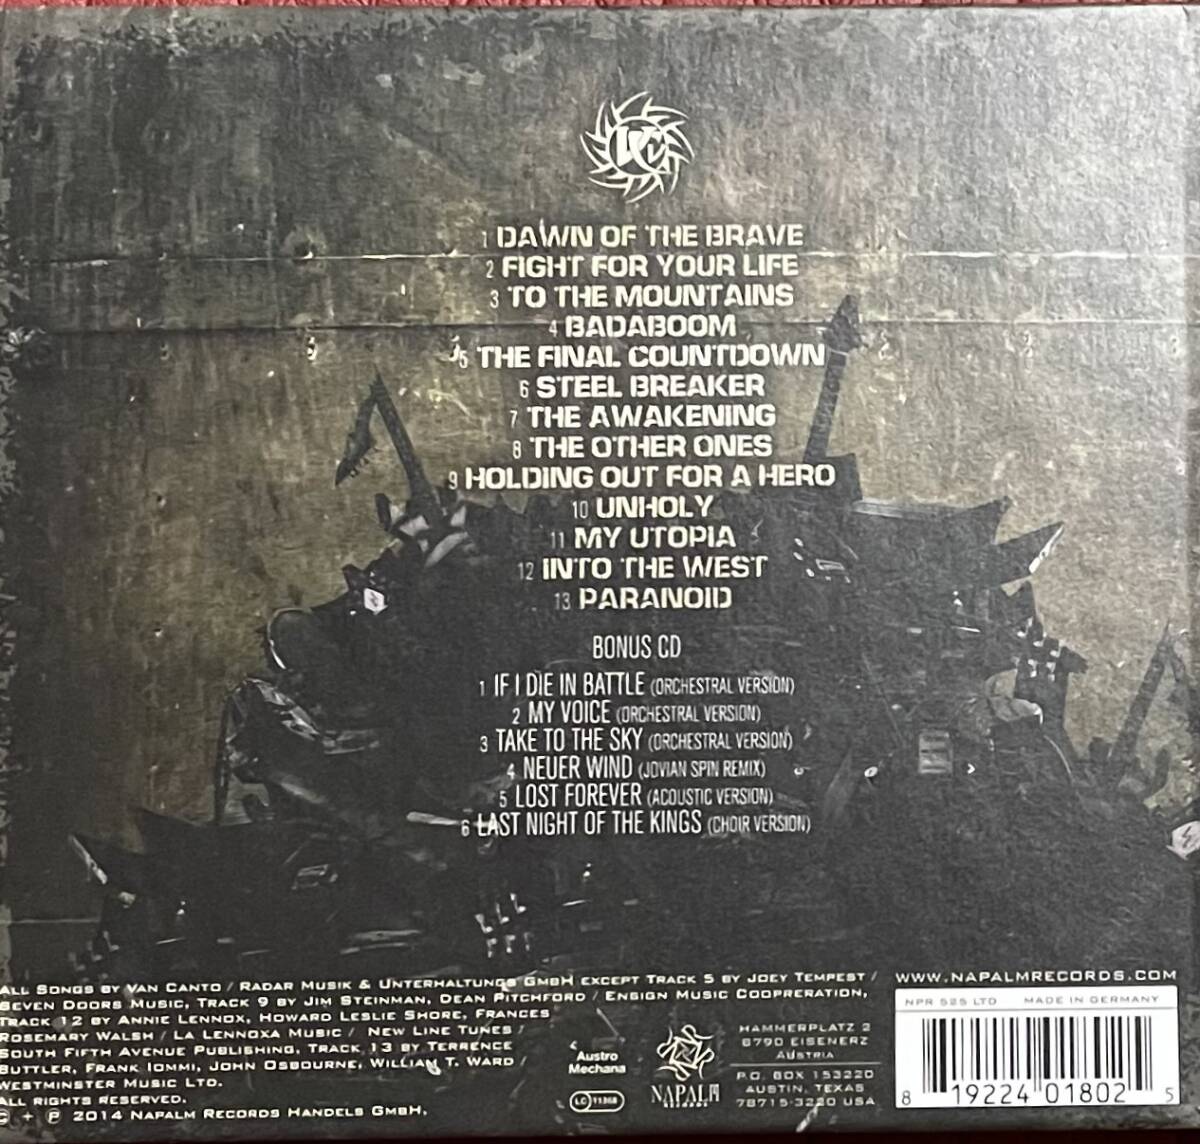 1 DAWN OF THE BRAVE
2 FIGHT FOR YOUR LIFE
3 TO THE MOUNTAINS
4 BADABOOM
5 THE FINAL COUNTDOWN
6 STEEL BREAKER
7 THE AWAKENING
8 THE OTHER ONES
9 HOLDING OUT FOR A HERO
10 UNHOLY
11 MY UTOPIA
12 INTO THE WEST
13 PARANOID
BONUS CD
1 IF I DIE IN BATTLE (ORCHESTRAL VERSION)
2 MY VOICE (ORCHESTRAL VERSION)
3 TAKE TO THE SKY (ORCHESTRAL VERSION)
4 NEUER WIND (JOVIAN SPIN REMIX)
5 LOST FOREVER (ACOUSTIC VERSION)
6 LAST NIGHT OF THE KINGS (CHOIR VERSION)
ALL SONGS BY VAN CANTO / RADAR MUSIK & UNTERHALTUNGS GMBH EXCEPT TRACK 5 BY JOEY TEMPEST /
SEVEN DOORS MUSIC, TRACK 9 BY JIM STEINMAN, DEAN PITCHFORD / ENSIGN MUSIC COOPRERATION,
TRACK 12 BY ANNIE LENNOX, HOWARD LESLIE SHORE, FRANCES
ROSEMARY WALSH / LA LENNOXA MUSIC / NEW LINE TUNES /
SOUTH FIFTH AVENUE PUBLISHING, TRACK 13 BY TERRENCE
BUTTLER, FRANK IOMMI, JOHN OSBOURNE, WILLIAM T. WARD /
WESTMINSTER MUSIC LTD.
ALL RIGHTS RESERVED.
© + ℗ 2014 NAPALM RECORDS HANDELS GMBH.
Austro
Mechana
LC 11368
NAPALM
RECORDS
HAMMERPLATZ 2
8790 EISENERZ
AUSTRIA
P.O. BOX 153220
AUSTIN, TEXAS
78715-3220 USA
WWW.NAPALMRECORDS.COM
NPR 525 LTD MADE IN GERMANY
8 19224 01802 5